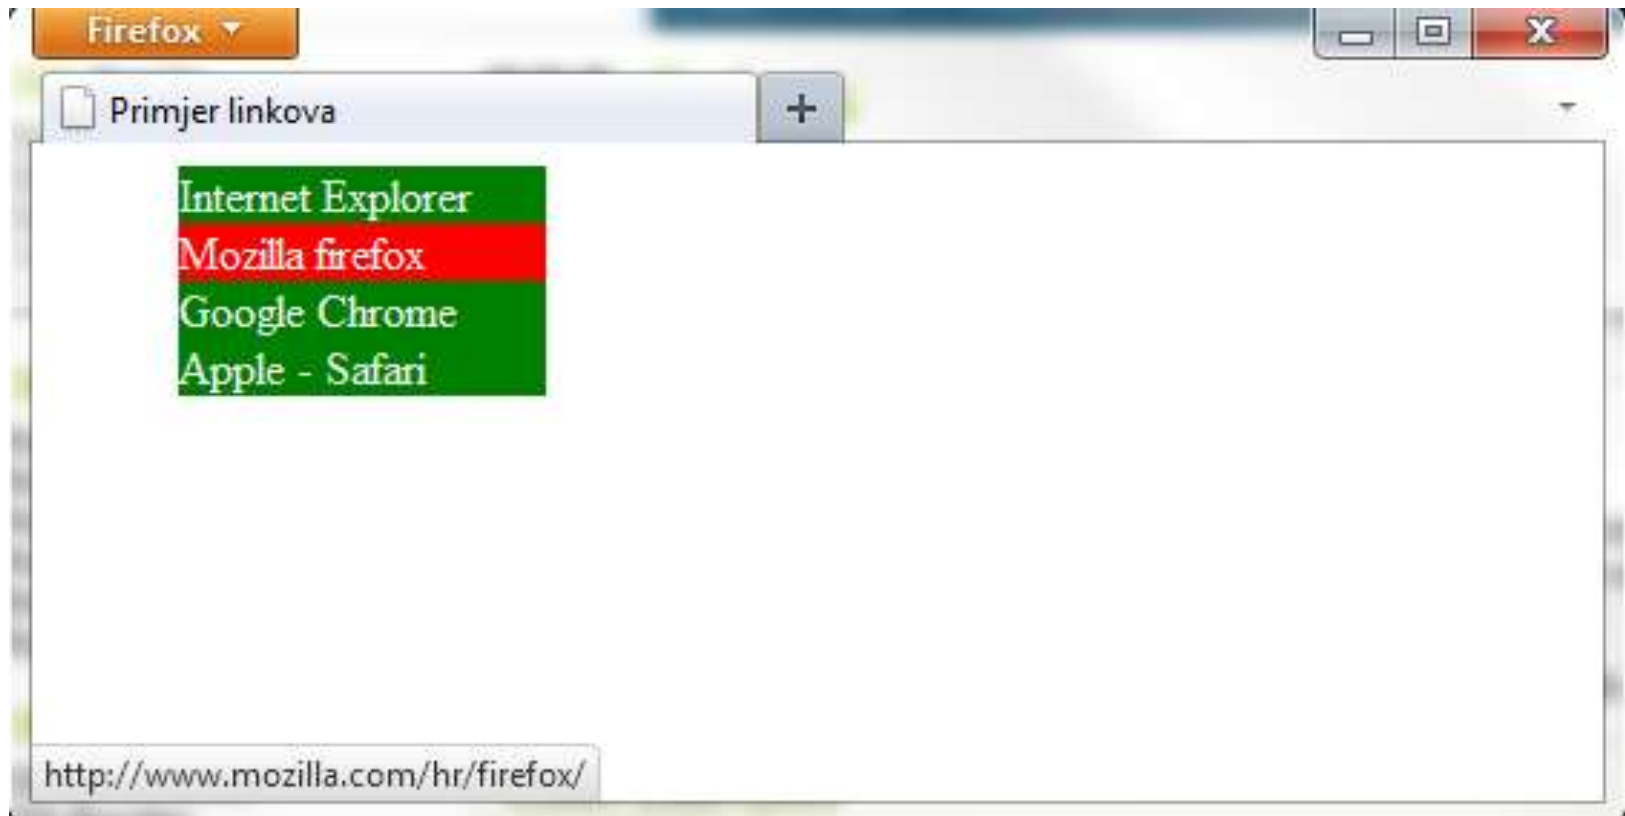 Firefox
Primjer linkova
Internet Explorer
Mozilla firefox
Google Chrome
Apple - Safari
http://www.mozilla.com/hr/firefox/